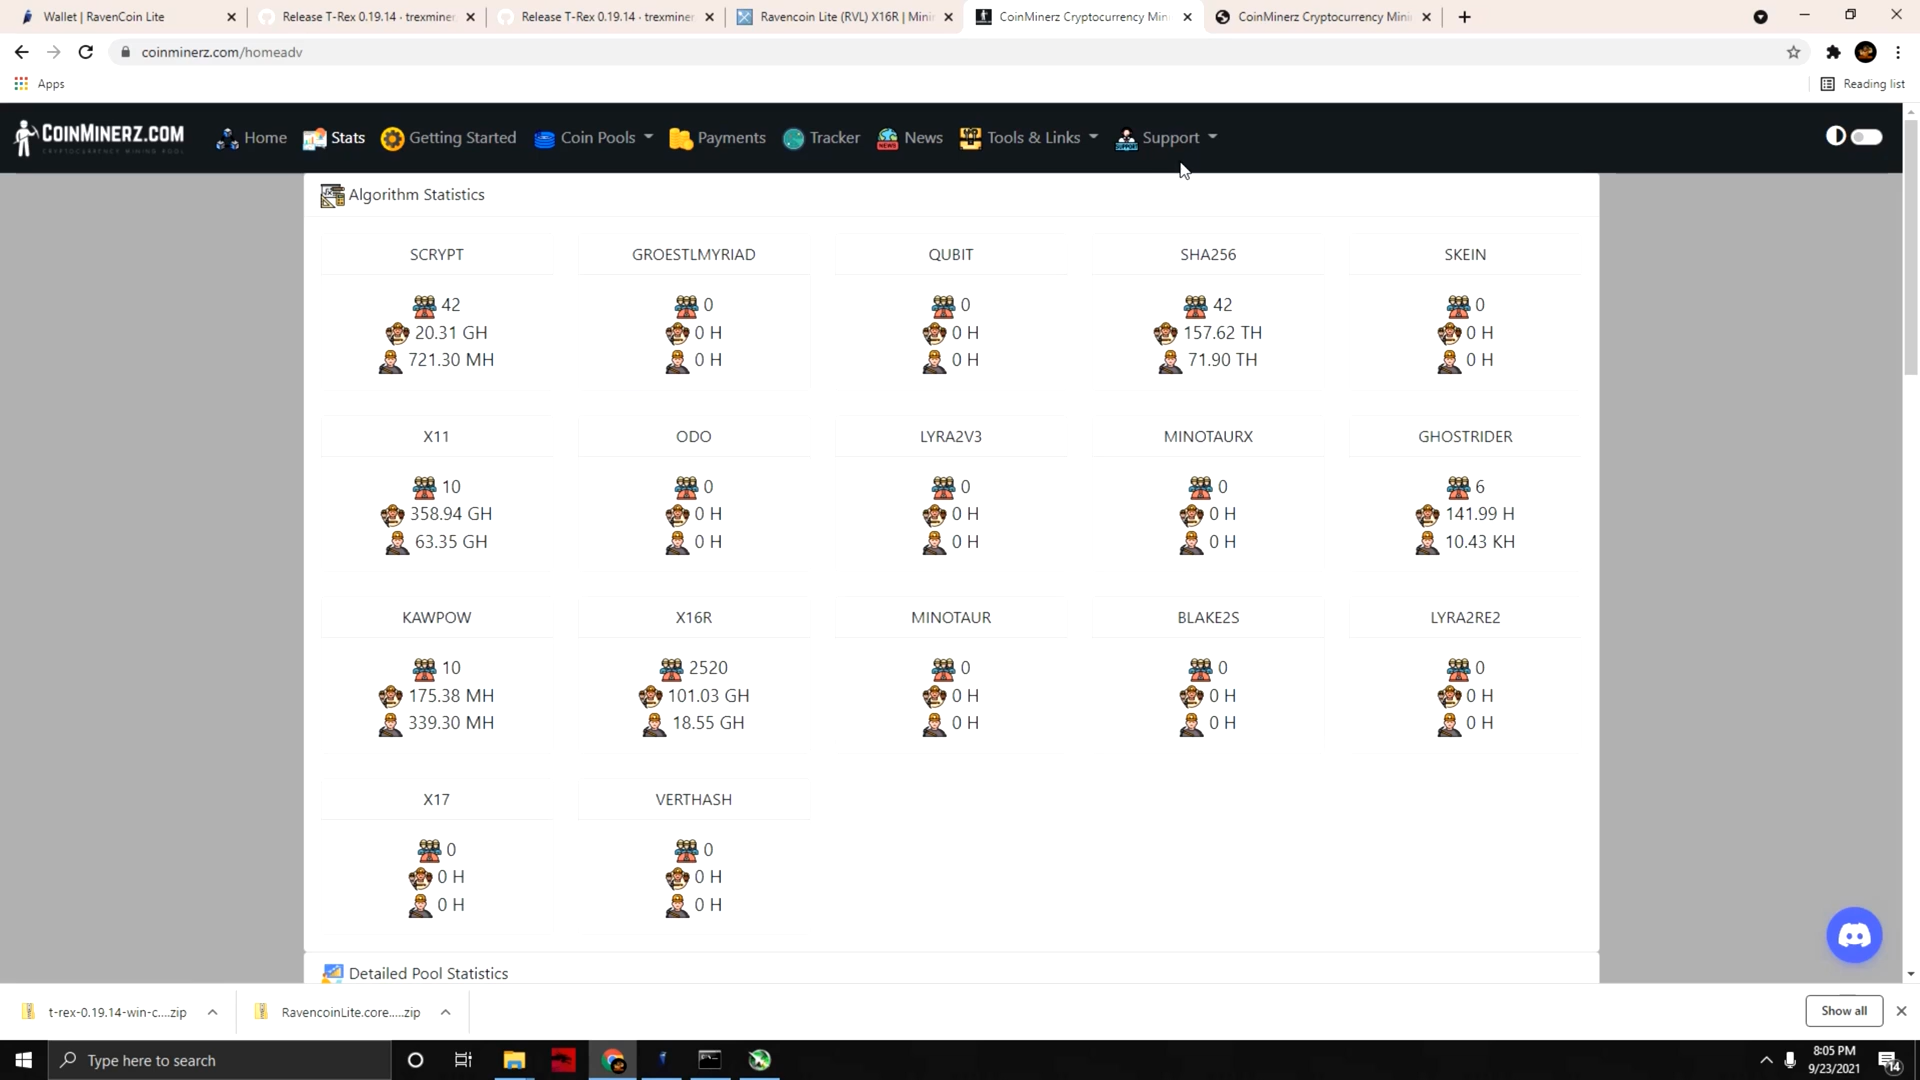 Wallet | RavenCoin Lite
Release T-Rex 0.19.14 · trexminer
Release T-Rex 0.19.14 · trexminer
Ravencoin Lite (RVL) X16R | Mini
CoinMinerz Cryptocurrency Min
CoinMinerz Cryptocurrency Mini
coinminerz.com/homeadv
Apps
Reading list
COINMINERZ.COM
CRYPTOCURRENCY MINING POOL
Home
Stats
Getting Started
Coin Pools
Payments
Tracker
NEWS
News
Tools & Links
SUPPORT
Support
Algorithm Statistics
SCRYPT
GROESTLMYRIAD
QUBIT
SHA256
SKEIN
42
0
0
42
0
20.31 GH
0 H
0 H
157.62 TH
0 H
721.30 MH
0 H
0 H
71.90 TH
0 H
X11
ODO
LYRA2V3
MINOTAURX
GHOSTRIDER
10
0
0
0
6
358.94 GH
0 H
0 H
0 H
141.99 H
63.35 GH
0 H
0 H
0 H
10.43 KH
KAWPOW
X16R
MINOTAUR
BLAKE2S
LYRA2RE2
10
2520
0
0
0
175.38 MH
101.03 GH
0 H
0 H
0 H
339.30 MH
18.55 GH
0 H
0 H
0 H
X17
VERTHASH
0
0
0 H
0 H
0 H
0 H
Detailed Pool Statistics
t-rex-0.19.14-win-c....zip
RavencoinLite.core.....zip
Show all
Type here to search
8:05 PM
9/23/2021
14